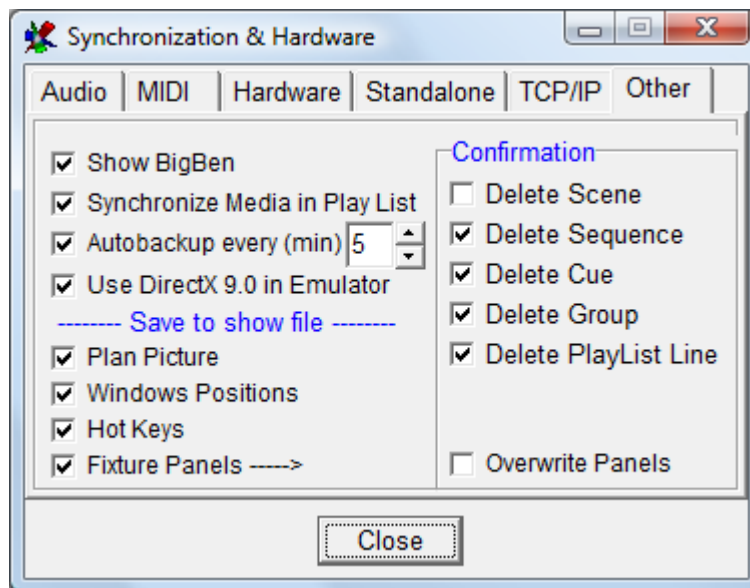 Synchronization & Hardware
Audio MIDI Hardware Standalone TCP/IP Other
Show BigBen
Synchronize Media in Play List
Autobackup every (min) 5
Use DirectX 9.0 in Emulator
-------- Save to show file --------
Plan Picture
Windows Positions
Hot Keys
Fixture Panels ----->
Confirmation
Delete Scene
Delete Sequence
Delete Cue
Delete Group
Delete PlayList Line
Overwrite Panels
Close